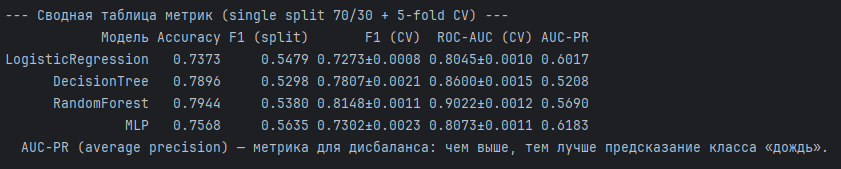 --- Сводная таблица метрик (single split 70/30 + 5-fold CV) ---
Модель Accuracy F1 (split) F1 (CV) ROC-AUC (CV) AUC-PR
LogisticRegression 0.7373 0.5479 0.7273±0.0008 0.8045±0.0010 0.6017
DecisionTree 0.7896 0.5298 0.7807±0.0021 0.8600±0.0015 0.5208
RandomForest 0.7944 0.5380 0.8148±0.0011 0.9022±0.0012 0.5690
MLP 0.7568 0.5635 0.7302±0.0023 0.8073±0.0011 0.6183
AUC-PR (average precision) — метрика для дисбаланса: чем выше, тем лучше предсказание класса «дождь».